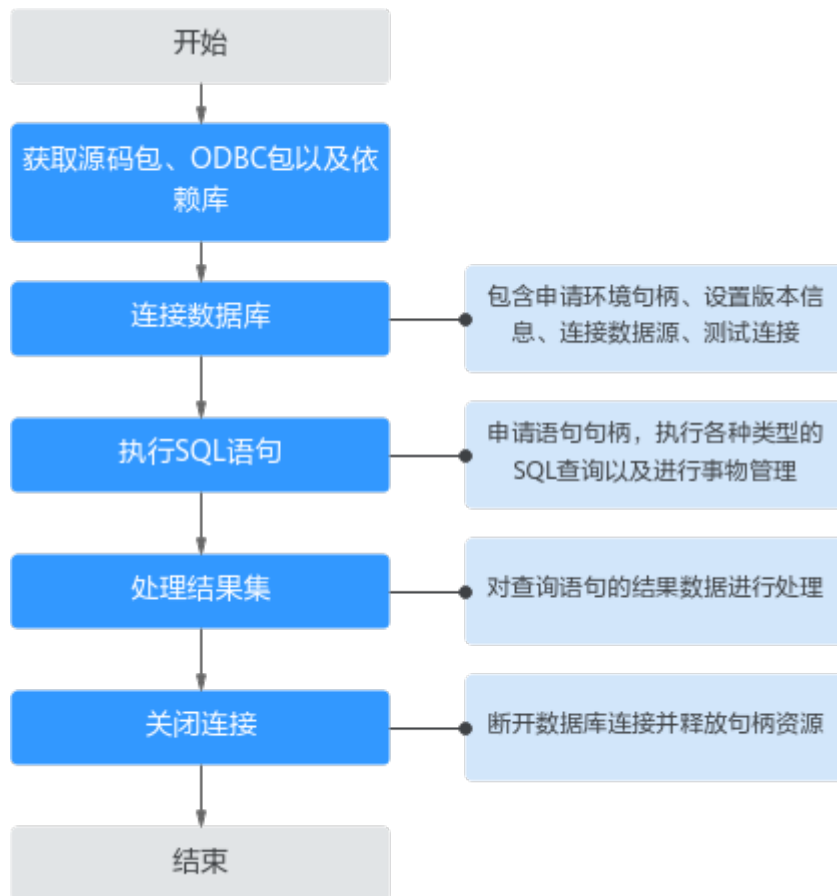 开始
获取源码包、ODBC包以及依
赖库
连接数据库
包含申请环境句柄、设置版本信
息、连接数据源、测试连接
执行SQL语句
申请语句句柄，执行各种类型的
SQL查询以及进行事物管理
处理结果集
对查询语句的结果数据进行处理
关闭连接
断开数据库连接并释放句柄资源
结束